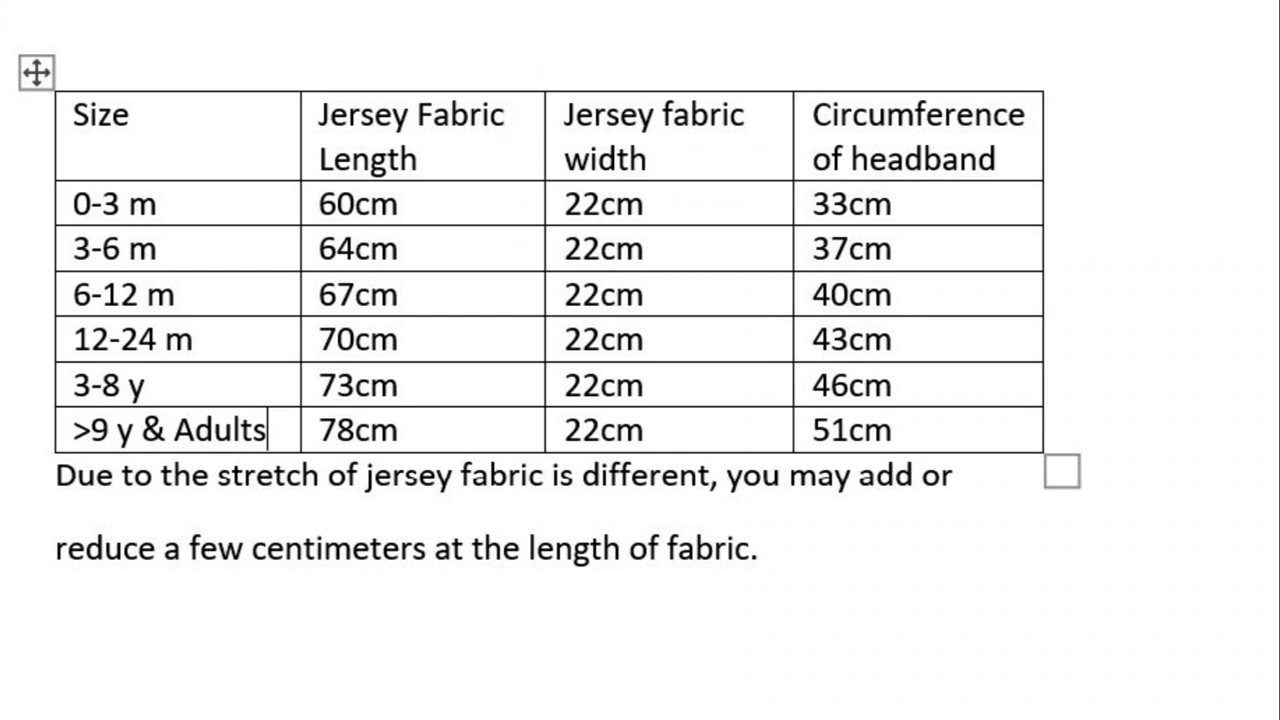 Size Jersey Fabric Length Jersey fabric width Circumference of headband
0-3 m 60cm 22cm 33cm
3-6 m 64cm 22cm 37cm
6-12 m 67cm 22cm 40cm
12-24 m 70cm 22cm 43cm
3-8 y 73cm 22cm 46cm
>9 y & Adults 78cm 22cm 51cm
Due to the stretch of jersey fabric is different, you may add or
reduce a few centimeters at the length of fabric.